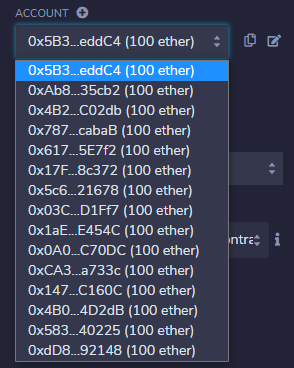 ACCOUNT
0x5B3...eddC4 (100 ether)
0x5B3...eddC4 (100 ether)
0xAb8...35cb2 (100 ether)
0x4B2...C02db (100 ether)
0x787...cabaB (100 ether)
0x617...5E7f2 (100 ether)
0x17F...8c372 (100 ether)
0x5c6...21678 (100 ether)
0x03C...D1Ff7 (100 ether)
0x1aE...E454C (100 ether)
0x0A0...C70DC (100 ether)
0xCA3...a733c (100 ether)
0x147...C160C (100 ether)
0x4B0...4D2dB (100 ether)
0x583...40225 (100 ether)
0xdD8...92148 (100 ether)